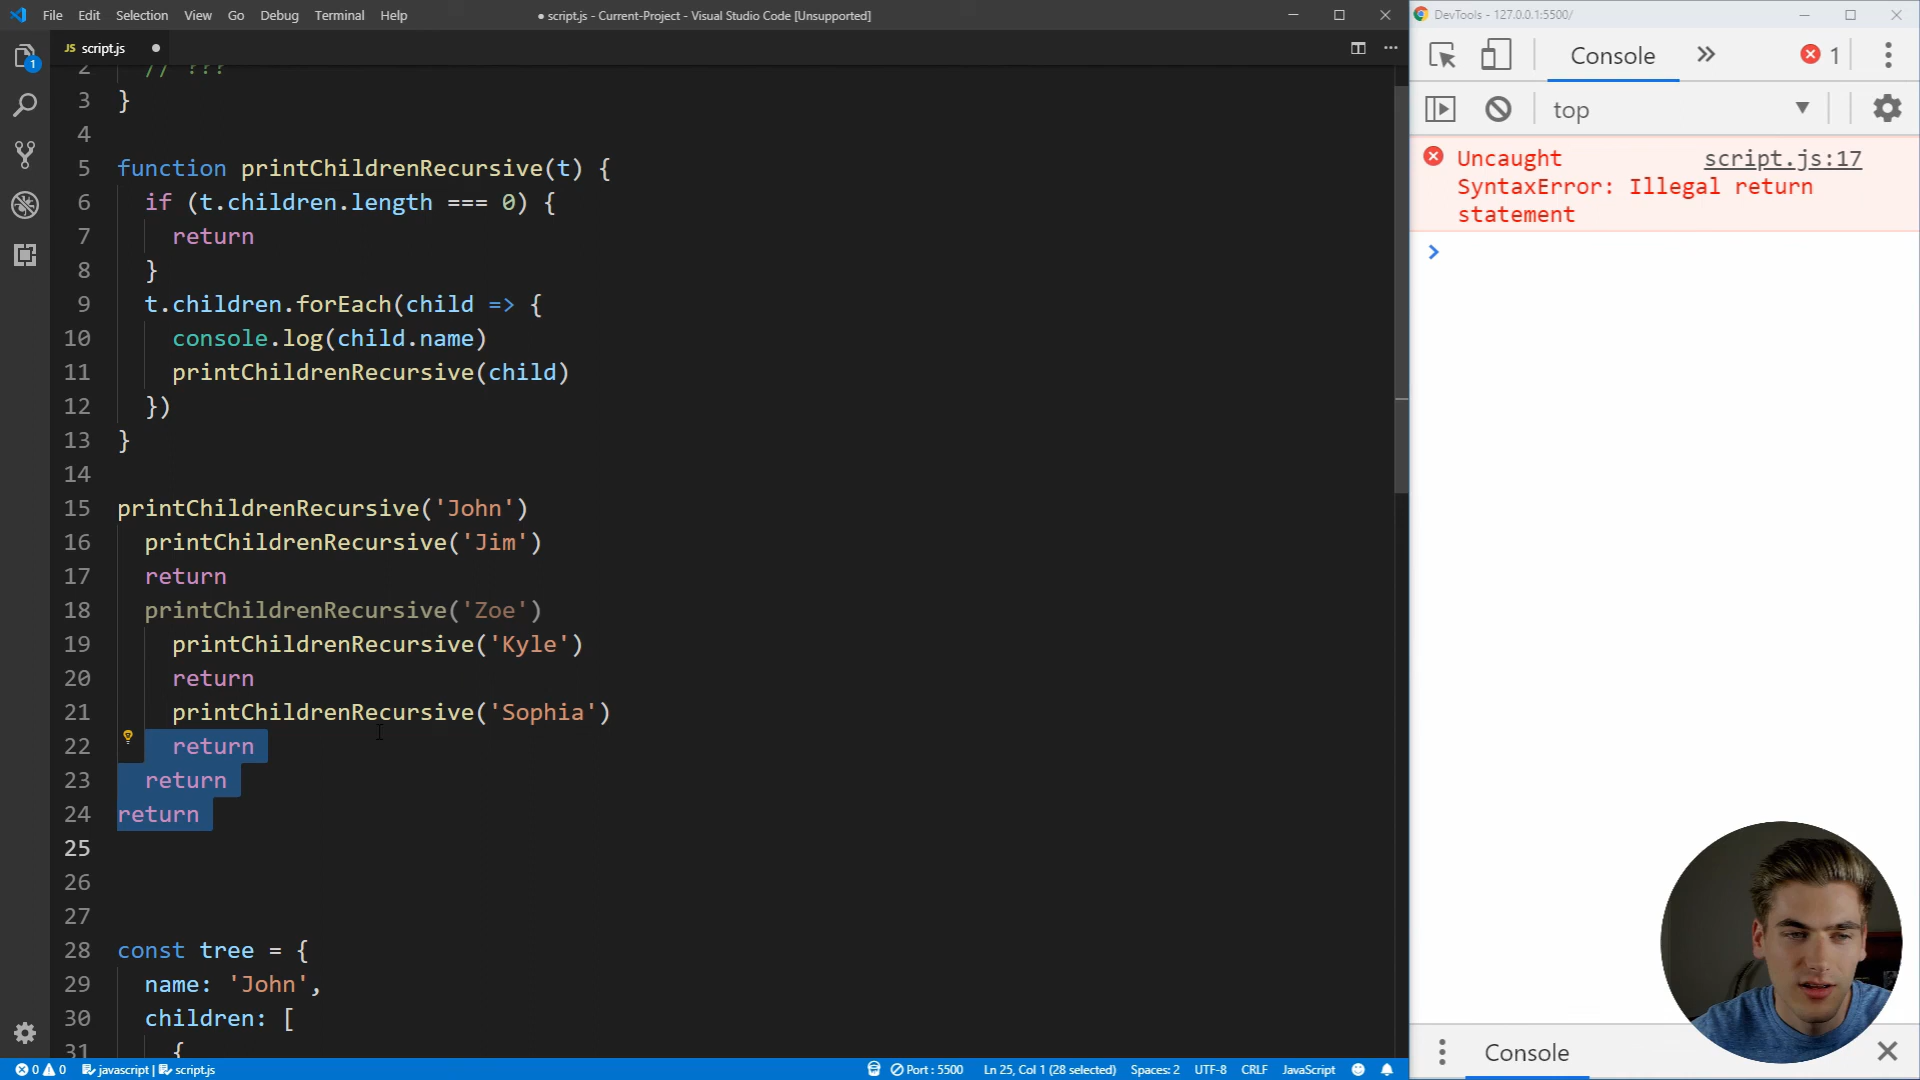 File Edit Selection View Go Debug Terminal Help
● script.js - Current-Project - Visual Studio Code [Unsupported]
JS script.js ●
1
2 // ???
3 }
4
5 function printChildrenRecursive(t) {
6 if (t.children.length === 0) {
7 return
8 }
9 t.children.forEach(child => {
10 console.log(child.name)
11 printChildrenRecursive(child)
12 })
13 }
14
15 printChildrenRecursive('John')
16 printChildrenRecursive('Jim')
17 return
18 printChildrenRecursive('Zoe')
19 printChildrenRecursive('Kyle')
20 return
21 printChildrenRecursive('Sophia')
22 return
23 return
24 return
25
26
27
28 const tree = {
29 name: 'John',
30 children: [
31 {
0 0 javascript | script.js Port : 5500 Ln 25, Col 1 (28 selected) Spaces: 2 UTF-8 CRLF JavaScript
DevTools - 127.0.0.1:5500/
Console » 1
top
Uncaught script.js:17
SyntaxError: Illegal return
statement
Console